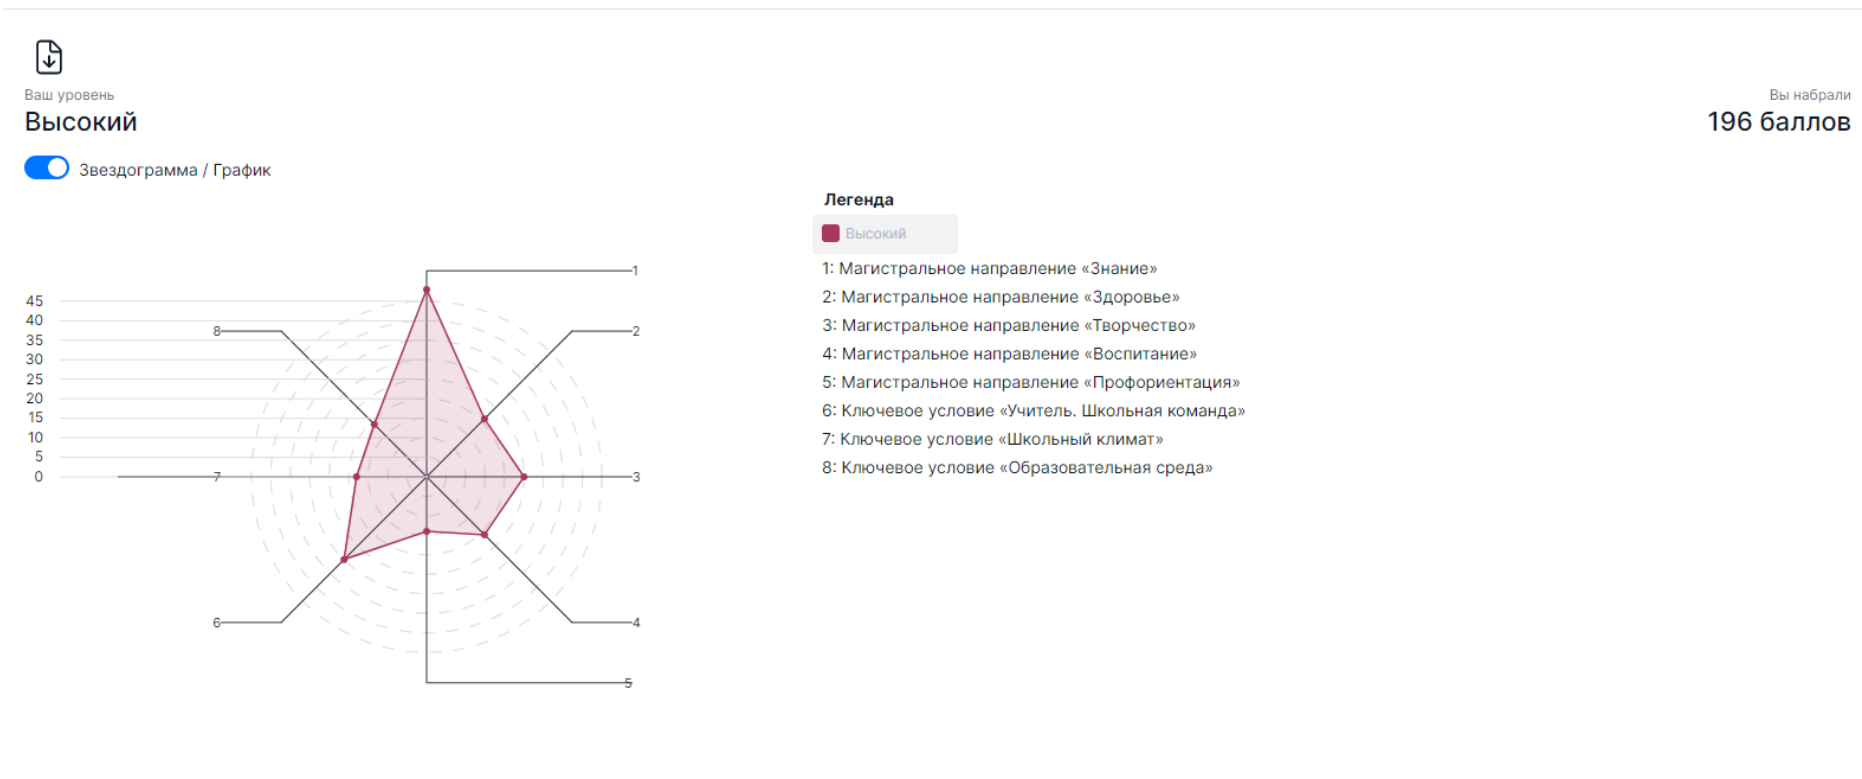 Ваш уровень
Высокий
Вы набрали
196 баллов
Звездограмма / График
45
40
35
30
25
20
15
10
5
0
1
2
3
4
5
6
7
8
Легенда
Высокий
1: Магистральное направление «Знание»
2: Магистральное направление «Здоровье»
3: Магистральное направление «Творчество»
4: Магистральное направление «Воспитание»
5: Магистральное направление «Профориентация»
6: Ключевое условие «Учитель. Школьная команда»
7: Ключевое условие «Школьный климат»
8: Ключевое условие «Образовательная среда»